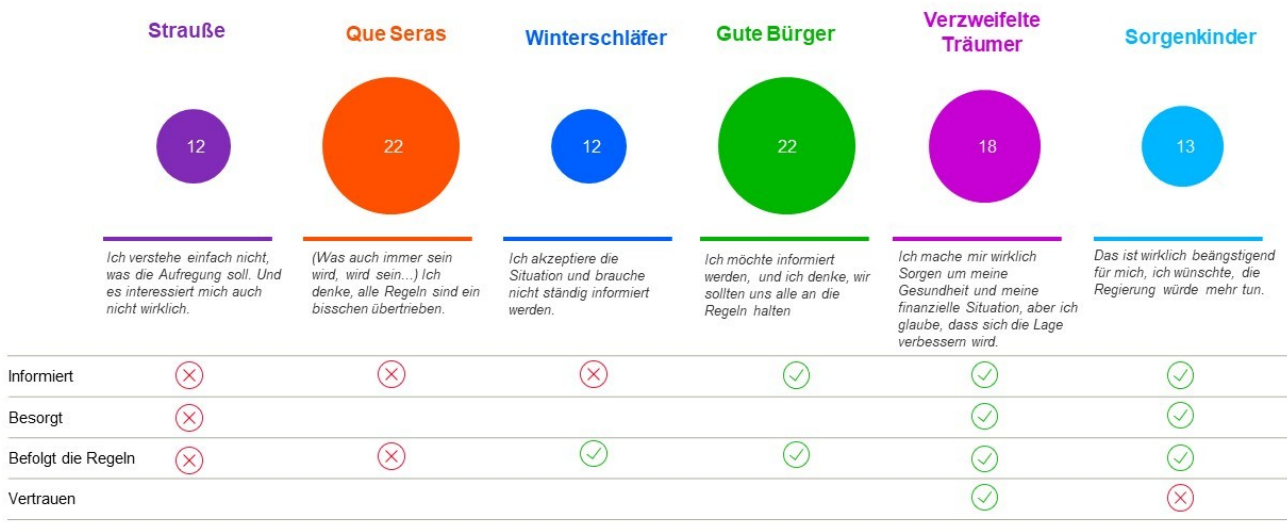 Strauße
Que Seras
Winterschläfer
Gute Bürger
Verzweifelte
Träumer
Sorgenkinder
12
22
12
22
18
13
Ich verstehe einfach nicht,
was die Aufregung soll. Und
es interessiert mich auch
nicht wirklich.
(Was auch immer sein
wird, wird sein...) Ich
denke, alle Regeln sind ein
bisschen übertrieben.
Ich akzeptiere die
Situation und brauche
nicht ständig informiert
werden.
Ich möchte informiert
werden, und ich denke, wir
sollten uns alle an die
Regeln halten
Ich mache mir wirklich
Sorgen um meine
Gesundheit und meine
finanzielle Situation, aber ich
glaube, dass sich die Lage
verbessern wird.
Das ist wirklich beängstigend
für mich, ich wünschte, die
Regierung würde mehr tun.
Informiert
Besorgt
Befolgt die Regeln
Vertrauen